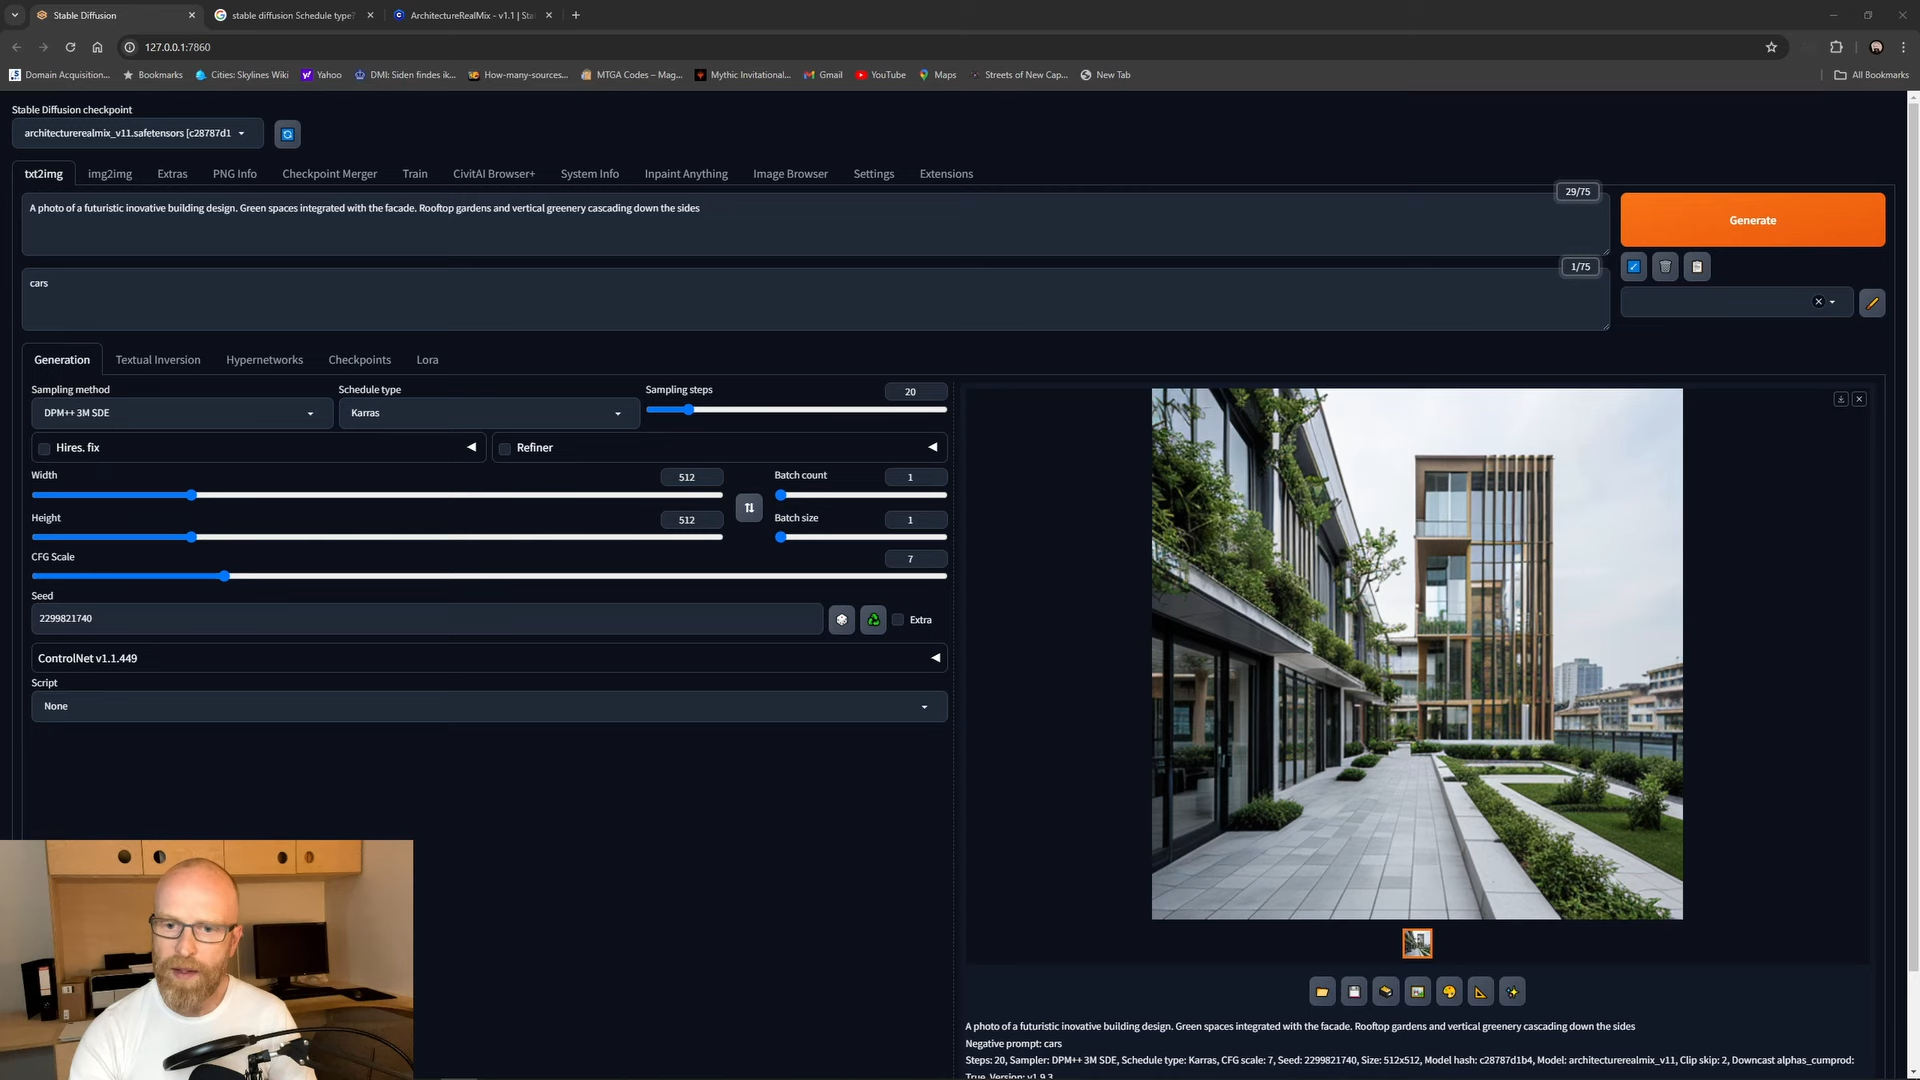 Stable Diffusion
stable diffusion Schedule type?
ArchitectureRealMix - v1.1 | Sta
127.0.0.1:7860
Domain Acquisition...
Bookmarks
Cities: Skylines Wiki
Yahoo
DMI: Siden findes ik...
How-many-sources...
MTGA Codes – Mag...
Mythic Invitational...
Gmail
YouTube
Maps
Streets of New Cap...
New Tab
All Bookmarks
Stable Diffusion checkpoint
architecturerealmix_v11.safetensors [c28787d1
txt2img
img2img
Extras
PNG Info
Checkpoint Merger
Train
CivitAI Browser+
System Info
Inpaint Anything
Image Browser
Settings
Extensions
29/75
A photo of a futuristic inovative building design. Green spaces integrated with the facade. Rooftop gardens and vertical greenery cascading down the sides
Generate
1/75
cars
Generation
Textual Inversion
Hypernetworks
Checkpoints
Lora
Sampling method
Schedule type
Sampling steps
20
DPM++ 3M SDE
Karras
Hires. fix
Refiner
Width
512
Batch count
1
Height
512
Batch size
1
CFG Scale
7
Seed
2299821740
Extra
ControlNet v1.1.449
Script
None
A photo of a futuristic inovative building design. Green spaces integrated with the facade. Rooftop gardens and vertical greenery cascading down the sides
Negative prompt: cars
Steps: 20, Sampler: DPM++ 3M SDE, Schedule type: Karras, CFG scale: 7, Seed: 2299821740, Size: 512x512, Model hash: c28787d1b4, Model: architecturerealmix_v11, Clip skip: 2, Downcast alphas_cumprod:
True, Version: v1.9.3